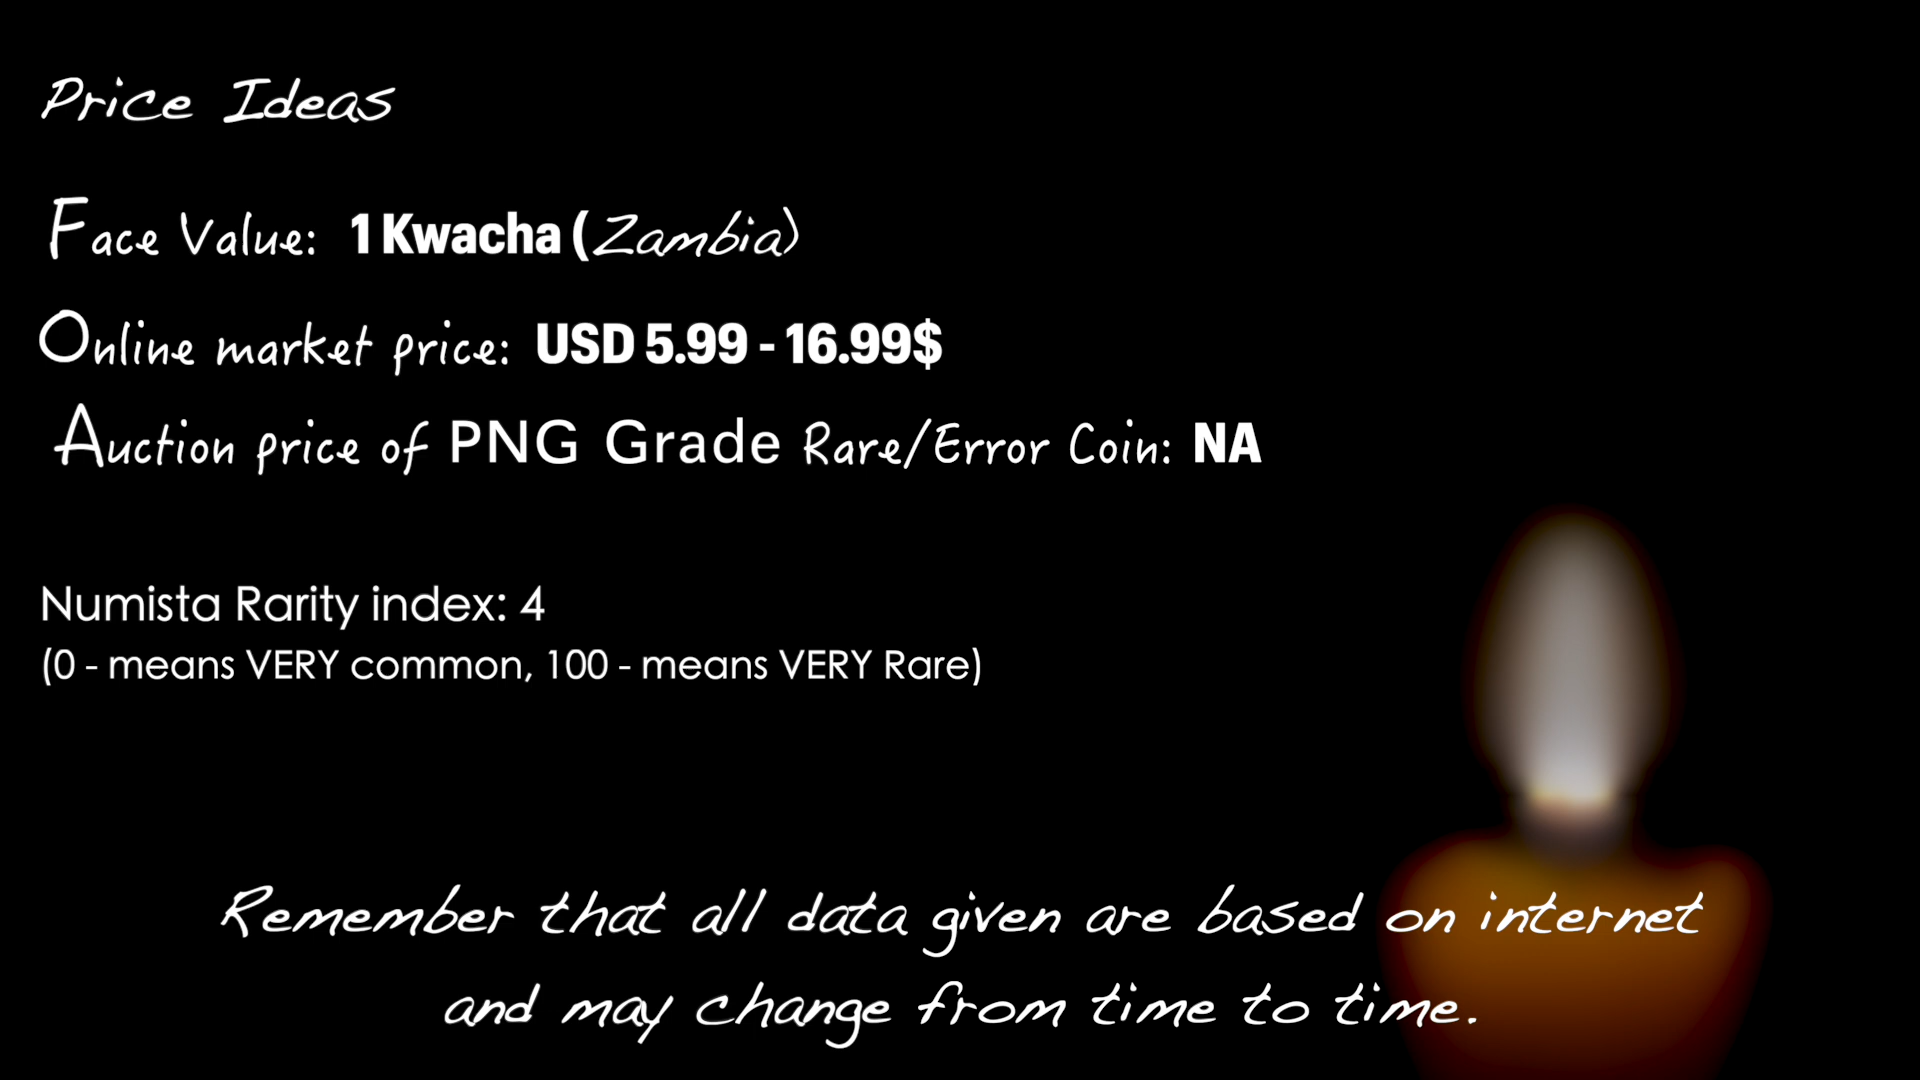 Price Ideas
Face Value: 1 Kwacha (Zambia)
Online market price: USD 5.99 - 16.99$
Auction price of PNG Grade Rare/Error Coin: NA
Numista Rarity index: 4
(0 - means VERY common, 100 - means VERY Rare)
Remember that all data given are based on internet
and may change from time to time.